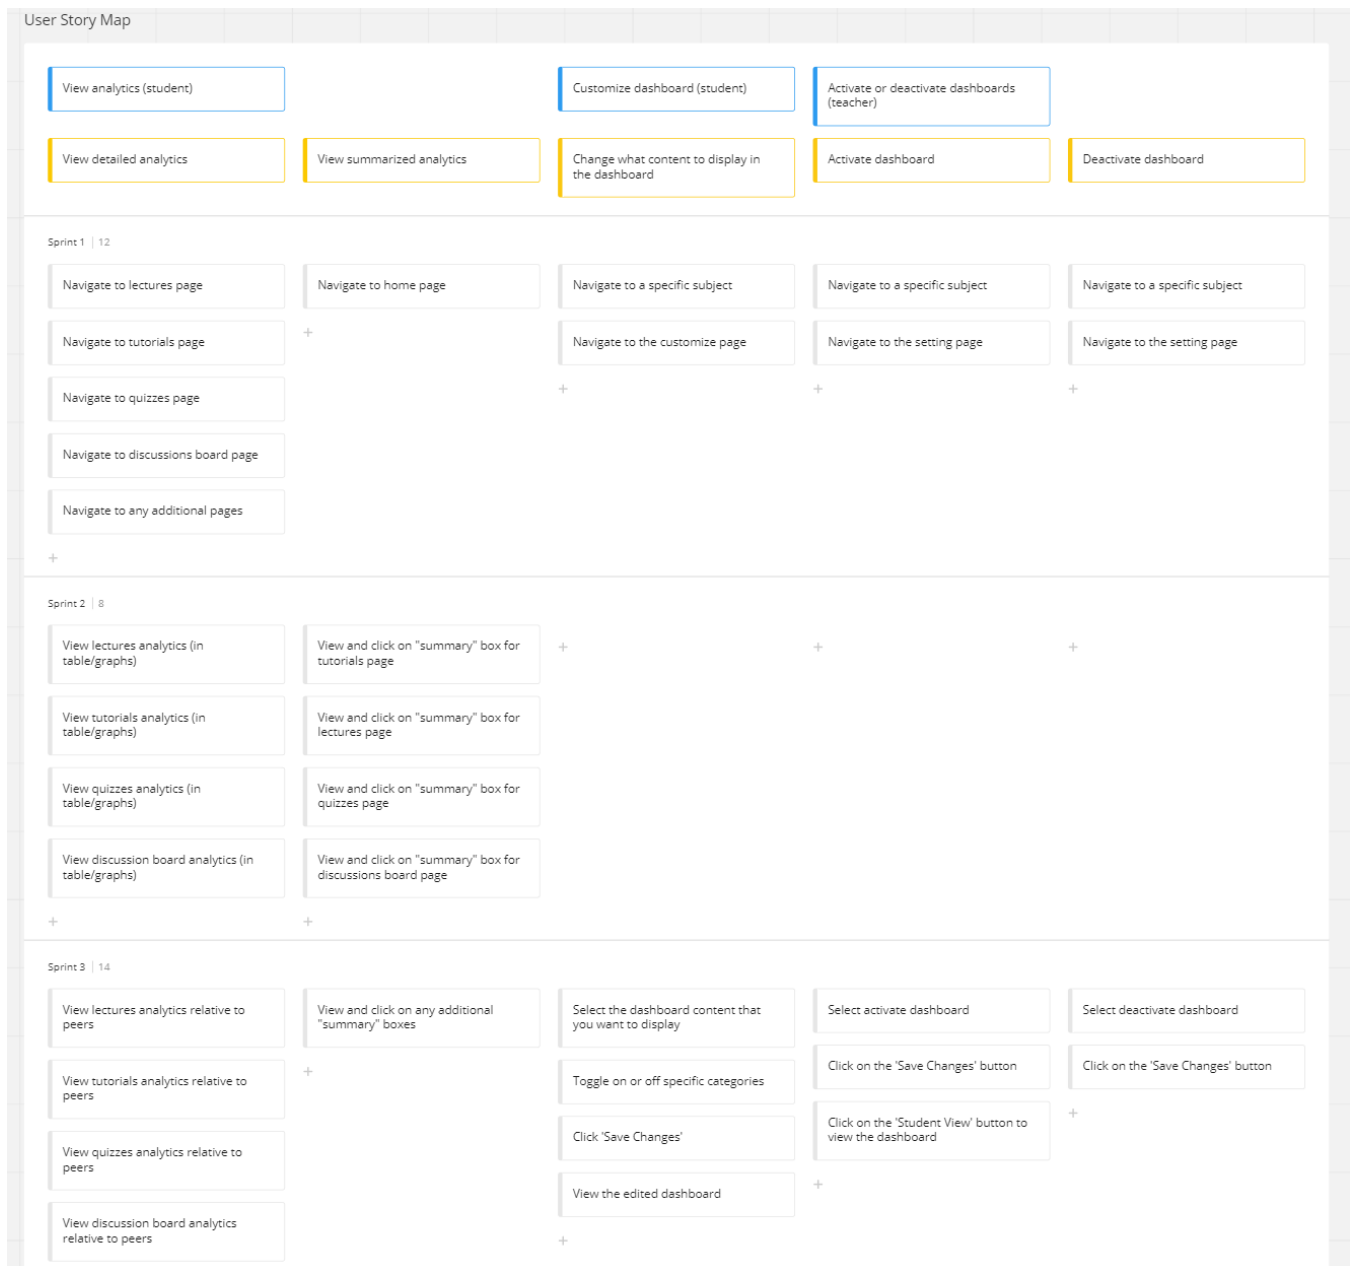 User Story Map
View analytics (student)
Customize dashboard (student)
Activate or deactivate dashboards
(teacher)
View detailed analytics
View summarized analytics
Change what content to display in
the dashboard
Activate dashboard
Deactivate dashboard
Sprint 1 | 12
Navigate to lectures page
Navigate to home page
Navigate to a specific subject
Navigate to a specific subject
Navigate to a specific subject
Navigate to tutorials page
+
Navigate to the customize page
Navigate to the setting page
Navigate to the setting page
Navigate to quizzes page
+
+
+
Navigate to discussions board page
Navigate to any additional pages
+
Sprint 2 | 8
View lectures analytics (in
table/graphs)
View and click on "summary" box for
tutorials page
+
+
+
View tutorials analytics (in
table/graphs)
View and click on "summary" box for
lectures page
View quizzes analytics (in
table/graphs)
View and click on "summary" box for
quizzes page
View discussion board analytics (in
table/graphs)
View and click on "summary" box for
discussions board page
+
+
Sprint 3 | 14
View lectures analytics relative to
peers
View and click on any additional
"summary" boxes
Select the dashboard content that
you want to display
Select activate dashboard
Select deactivate dashboard
View tutorials analytics relative to
peers
+
Toggle on or off specific categories
Click on the 'Save Changes' button
Click on the 'Save Changes' button
View quizzes analytics relative to
peers
Click 'Save Changes'
Click on the 'Student View' button to
view the dashboard
+
View discussion board analytics
relative to peers
View the edited dashboard
+
+